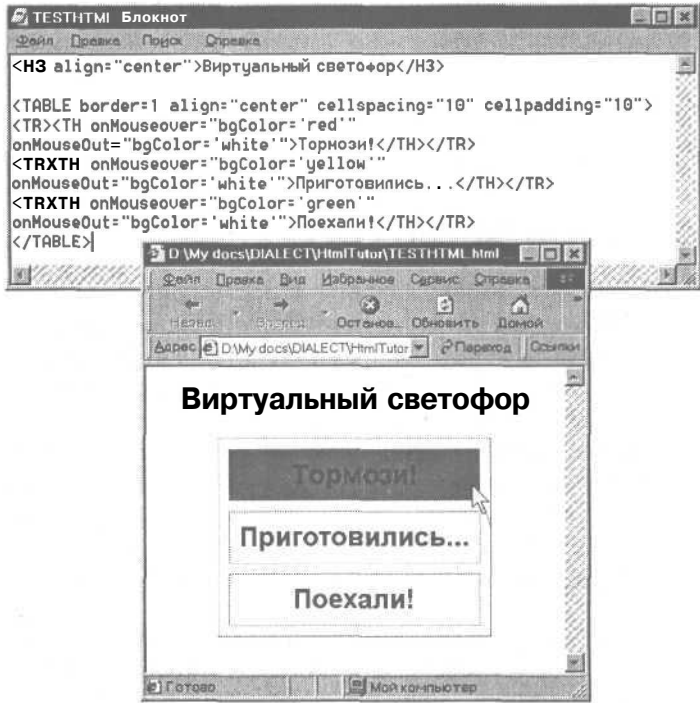 TESTHTMI Блокнот
Файл Правка Поиск Справка
<H3 align="center">Виртуальный светофор</H3>
<TABLE border=1 align="center" cellspacing="10" cellpadding="10">
<TR><TH onMouseover="bgColor='red'"
onMouseOut="bgColor='white'">Тормози!</TH></TR>
<TRXTH onMouseover="bgColor='yellow'"
onMouseOut="bgColor='white'">Приготовились...</TH></TR>
<TRXTH onMouseover="bgColor='green'"
onMouseOut="bgColor='white'">Поехали!</TH></TR>
</TABLE>
D \My docs\DIALECT\HtmlTutor\TESTHTML.html
Файл Правка Вид Избранное Сервис Справка
Назад Вперед Останов... Обновить Домой
Адрес D:\My docs\DIALECT\HtmlTutor Переход Ссылки
Виртуальный светофор
Тормози!
Приготовились...
Поехали!
Готово Мой компьютер